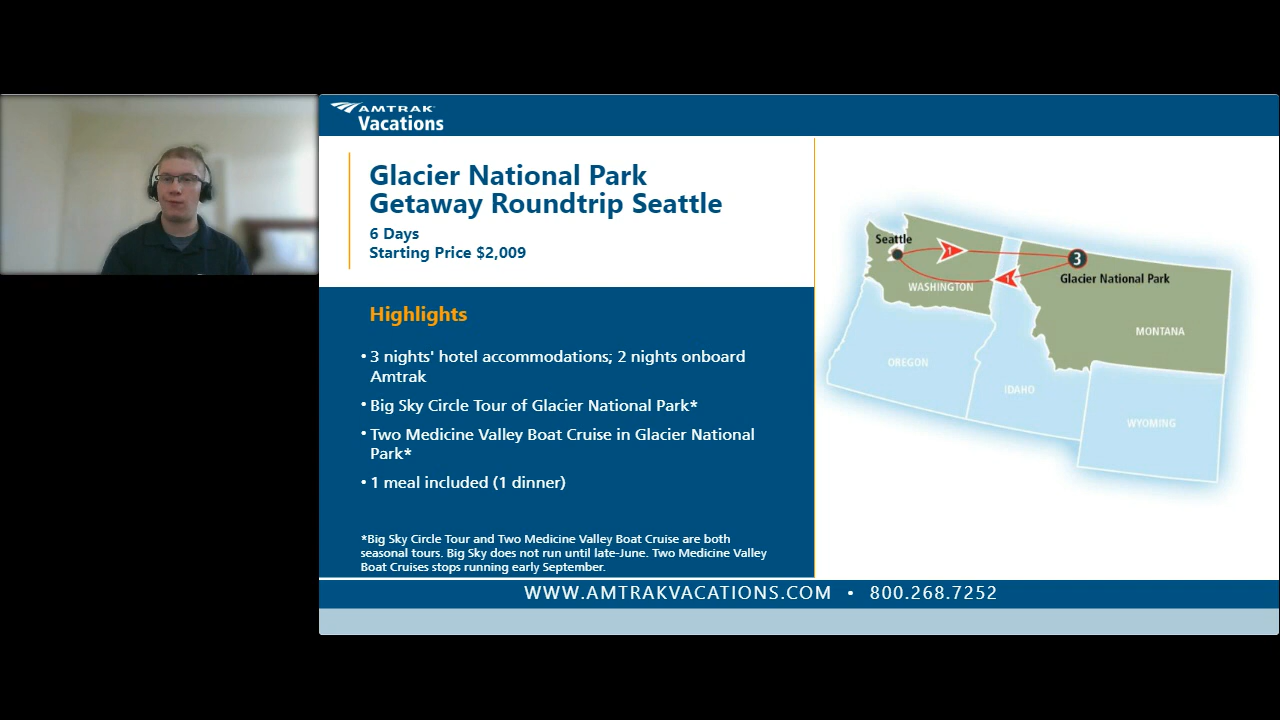 AMTRAK
Vacations
Glacier National Park
Getaway Roundtrip Seattle
6 Days
Starting Price $2,009
Highlights
• 3 nights' hotel accommodations; 2 nights onboard
Amtrak
• Big Sky Circle Tour of Glacier National Park*
• Two Medicine Valley Boat Cruise in Glacier National
Park*
• 1 meal included (1 dinner)
*Big Sky Circle Tour and Two Medicine Valley Boat Cruise are both
seasonal tours. Big Sky does not run until late-June. Two Medicine Valley
Boat Cruises stops running early September.
Seattle
1
3
1
Glacier National Park
WASHINGTON
MONTANA
OREGON
IDAHO
WYOMING
WWW.AMTRAKVACATIONS.COM • 800.268.7252